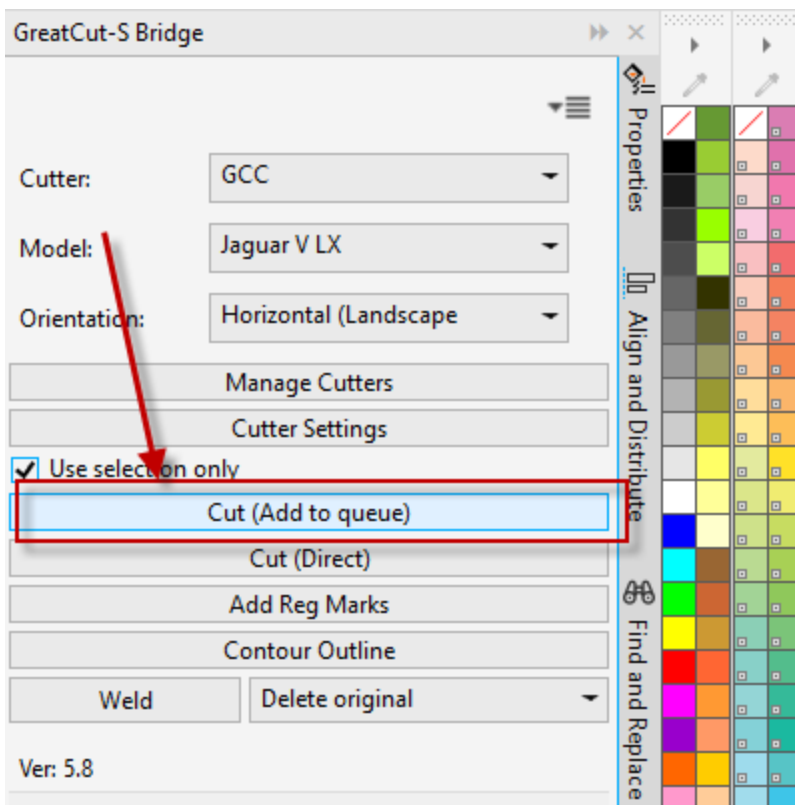 GreatCut-S Bridge
Cutter:
GCC
Model:
Jaguar V LX
Orientation:
Horizontal (Landscape
Manage Cutters
Cutter Settings
Use selection only
Cut (Add to queue)
Cut (Direct)
Add Reg Marks
Contour Outline
Weld
Delete original
Ver: 5.8
Properties
Align and Distribute
Find and Replace